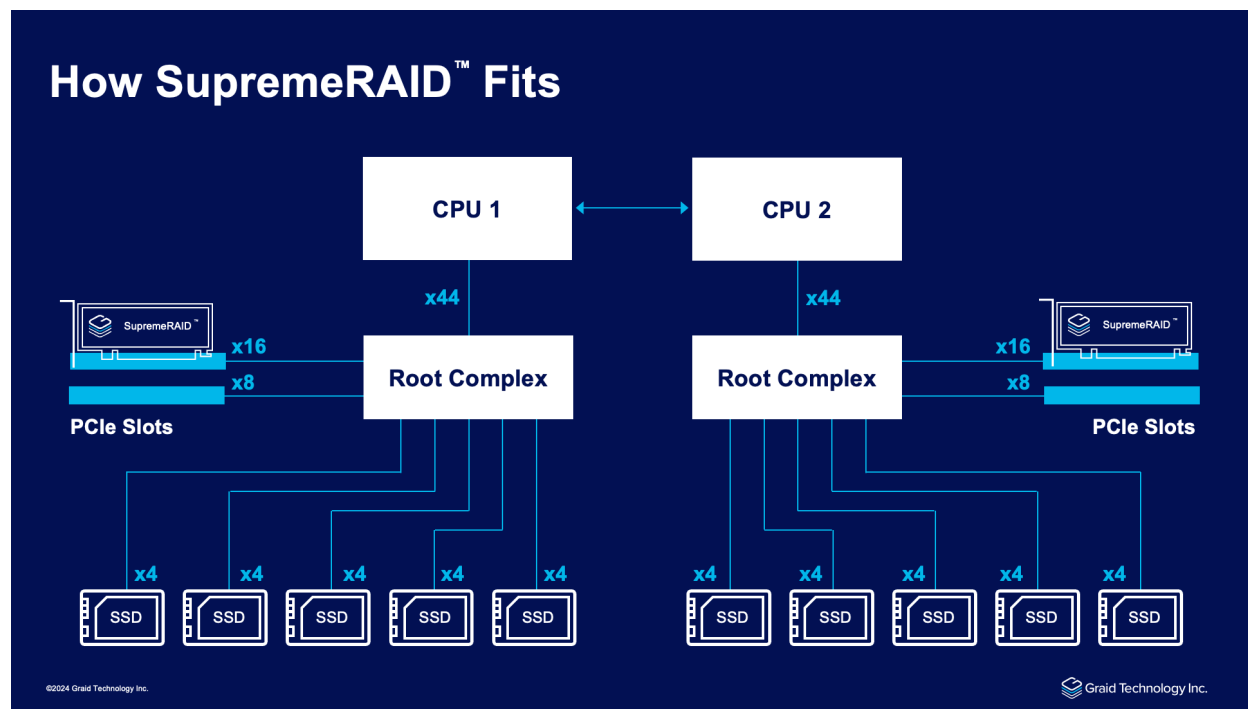 How SupremeRAID™ Fits
CPU 1
CPU 2
x44
x44
SupremeRAID™
SupremeRAID™
x16
x16
Root Complex
Root Complex
x8
x8
PCIe Slots
PCIe Slots
x4 x4 x4 x4 x4
x4 x4 x4 x4 x4
SSD SSD SSD SSD SSD
SSD SSD SSD SSD SSD
©2024 Graid Technology Inc.
Graid Technology Inc.